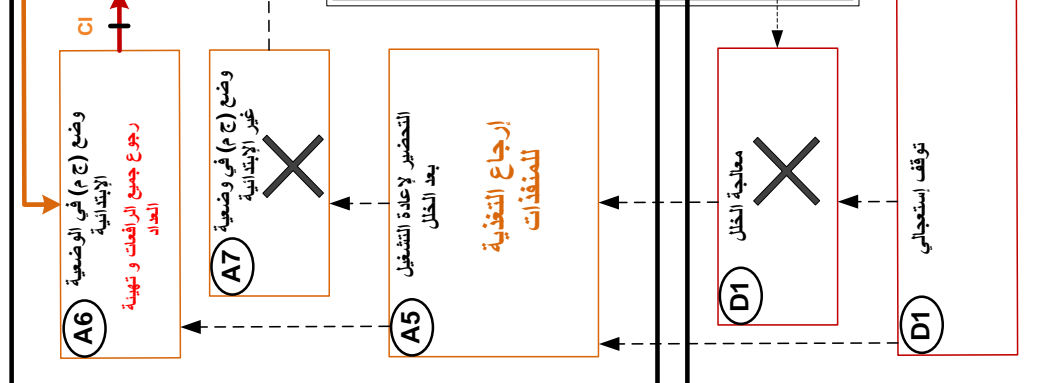 CI
A6
وضع (ج م) في الوضعية
الإبتدائية
رجوع جميع الرافعات و تهيئة
العداد
A7
وضع (ج م) في وضعية
غير الإبتدائية
A5
التحضير لإعادة التشغيل
بعد الخلل
إرجاع التغذية
للمنفذات
D1
معالجة الخلل
D1
توقف إستعجالي